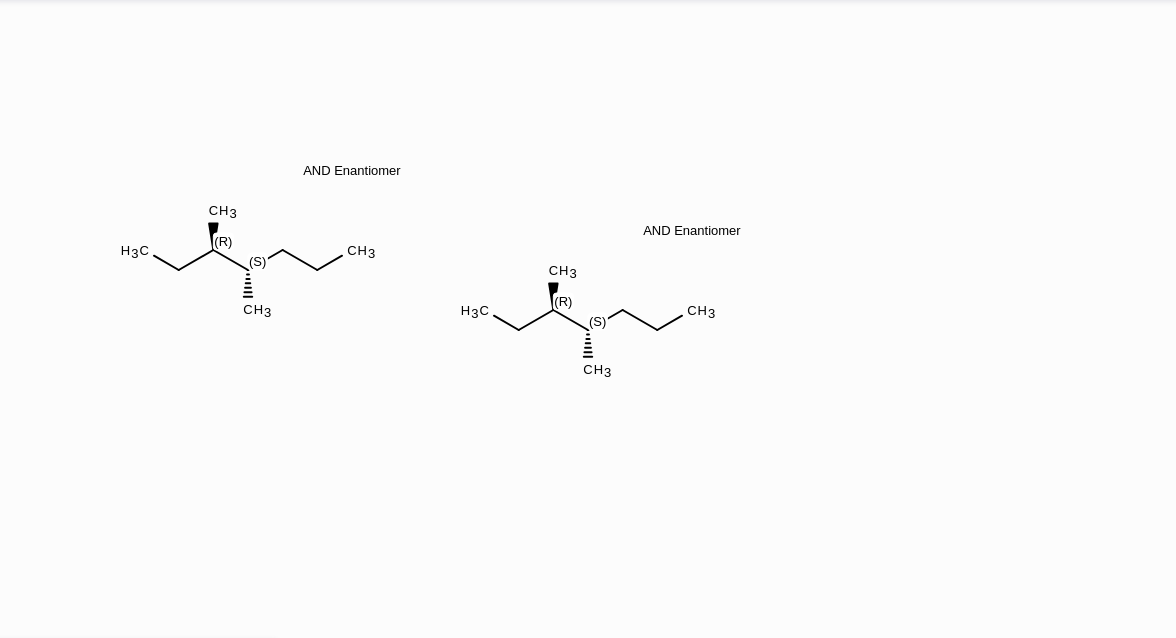 AND Enantiomer
CH3
(R)
H3C
(S)
CH3
CH3
AND Enantiomer
CH3
(R)
H3C
(S)
CH3
CH3